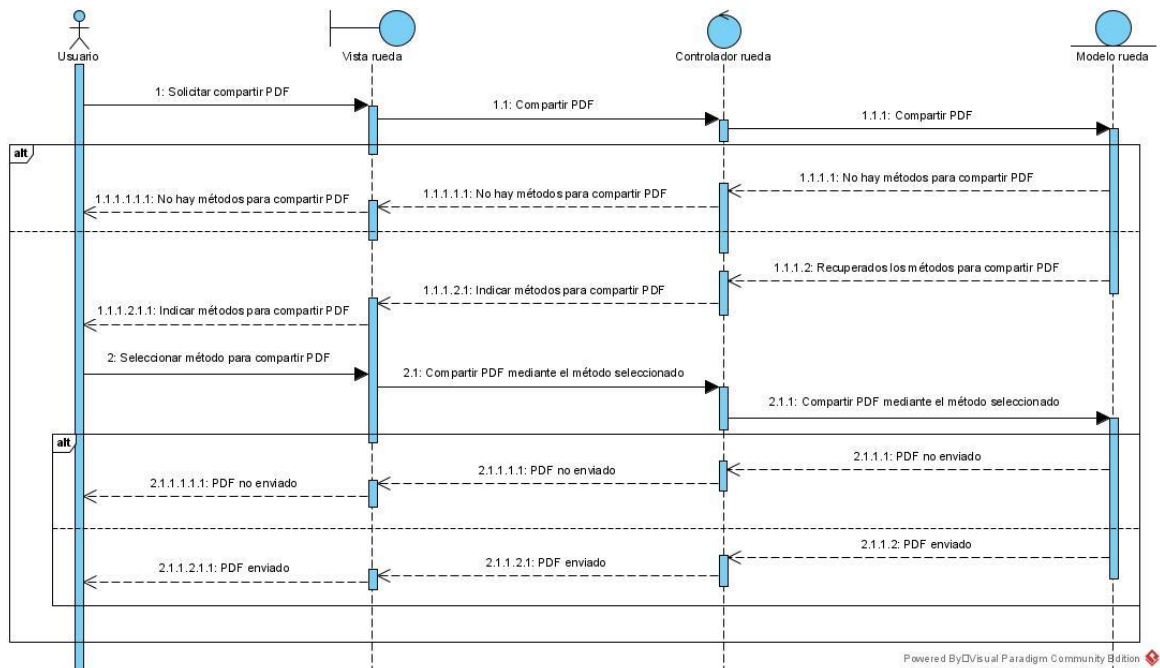 Usuario
Vista rueda
Controlador rueda
Modelo rueda
1: Solicitar compartir PDF
1.1: Compartir PDF
1.1.1: Compartir PDF
alt
1.1.1.1: No hay métodos para compartir PDF
1.1.1.1.1: No hay métodos para compartir PDF
1.1.1.1.1.1: No hay métodos para compartir PDF
1.1.1.2: Recuperados los métodos para compartir PDF
1.1.1.2.1: Indicar métodos para compartir PDF
1.1.1.2.1.1: Indicar métodos para compartir PDF
2: Seleccionar método para compartir PDF
2.1: Compartir PDF mediante el método seleccionado
2.1.1: Compartir PDF mediante el método seleccionado
alt
2.1.1.1: PDF no enviado
2.1.1.1.1: PDF no enviado
2.1.1.1.1.1: PDF no enviado
2.1.1.2: PDF enviado
2.1.1.2.1: PDF enviado
2.1.1.2.1.1: PDF enviado
Powered By□Visual Paradigm Community Edition